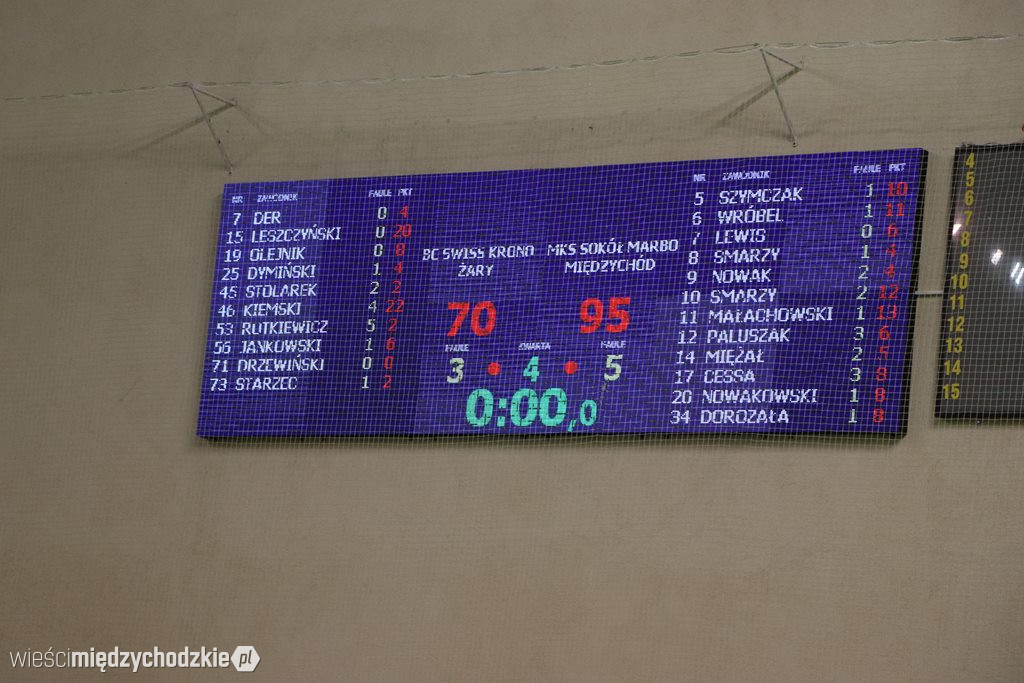 NR ZAWODNIK FAULE PKT
7 DER 0 4
15 LESZCZYŃSKI 0 20
19 OLEJNIK 0 8
25 DYMIŃSKI 1 4
45 STOLAREK 2 2
46 KIEMSKI 4 22
53 RUTKIEWICZ 5 2
56 JANKOWSKI 1 6
71 DRZEWIŃSKI 0 0
73 STARZEC 1 2
BC SWISS KRONO
ŻARY
MKS SOKÓŁ MARBO
MIĘDZYCHÓD
70 95
FAULE KWARTA FAULE
3 4 5
0:00,0
NR ZAWODNIK FAULE PKT
5 SZYMCZAK 1 10
6 WRÓBEL 1 11
7 LEWIS 0 6
8 SMARZY 1 4
9 NOWAK 2 4
10 SMARZY 2 12
11 MAŁACHOWSKI 1 13
12 PALUSZAK 3 6
14 MIEŻAŁ 2 5
17 CESSA 3 8
20 NOWAKOWSKI 1 8
34 DOROZAŁA 1 8
4
5
6
7
8
9
10
11
12
13
14
15
wieścimiędzychodzkie.pl